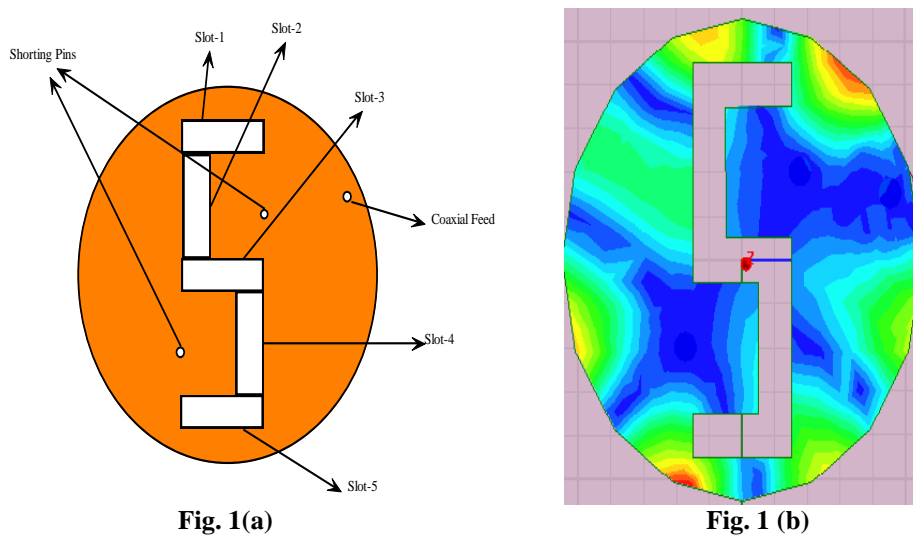 Slot-1
Slot-2
Shorting Pins
Slot-3
Coaxial Feed
Slot-4
Slot-5
Fig. 1(a)
Fig. 1 (b)